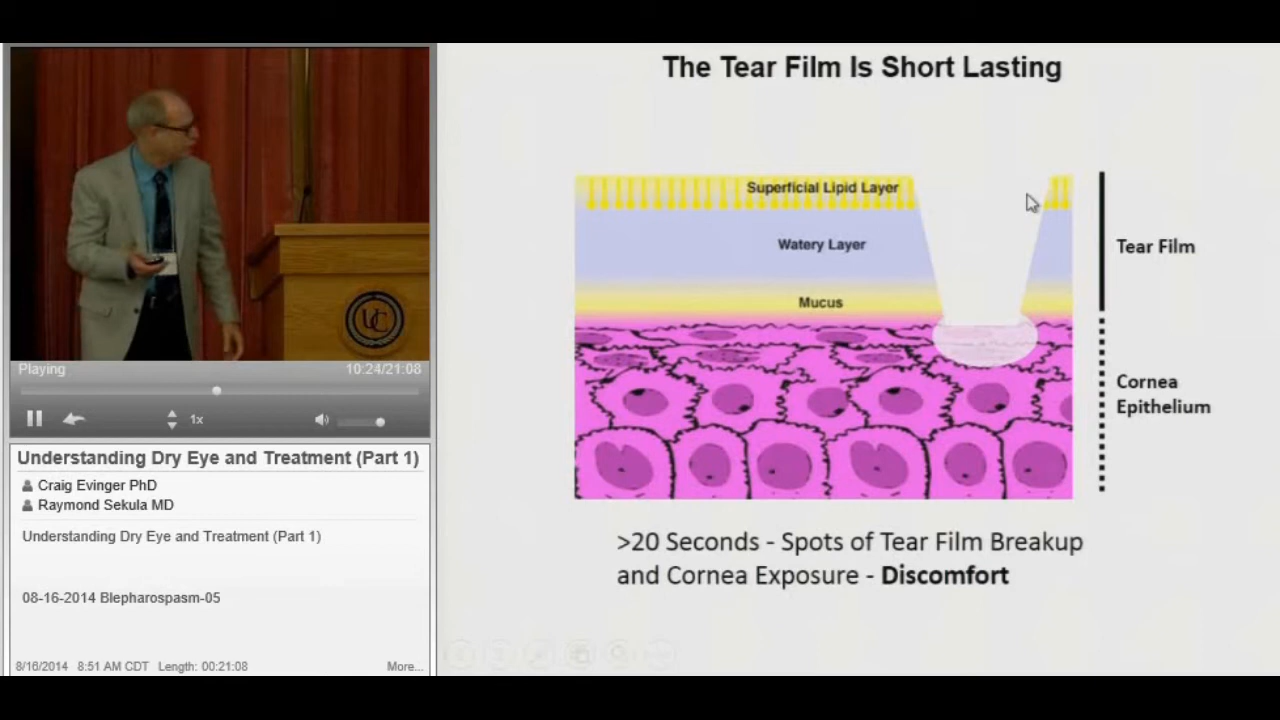 The Tear Film Is Short Lasting
Superficial Lipid Layer
Watery Layer
Mucus
Tear Film
Cornea
Epithelium
>20 Seconds - Spots of Tear Film Breakup
and Cornea Exposure - Discomfort
UC
Playing
10:24/21:08
1x
Understanding Dry Eye and Treatment (Part 1)
Craig Evinger PhD
Raymond Sekula MD
Understanding Dry Eye and Treatment (Part 1)
08-16-2014 Blepharospasm-05
8/16/2014 8:51 AM CDT Length: 00:21:08
More...